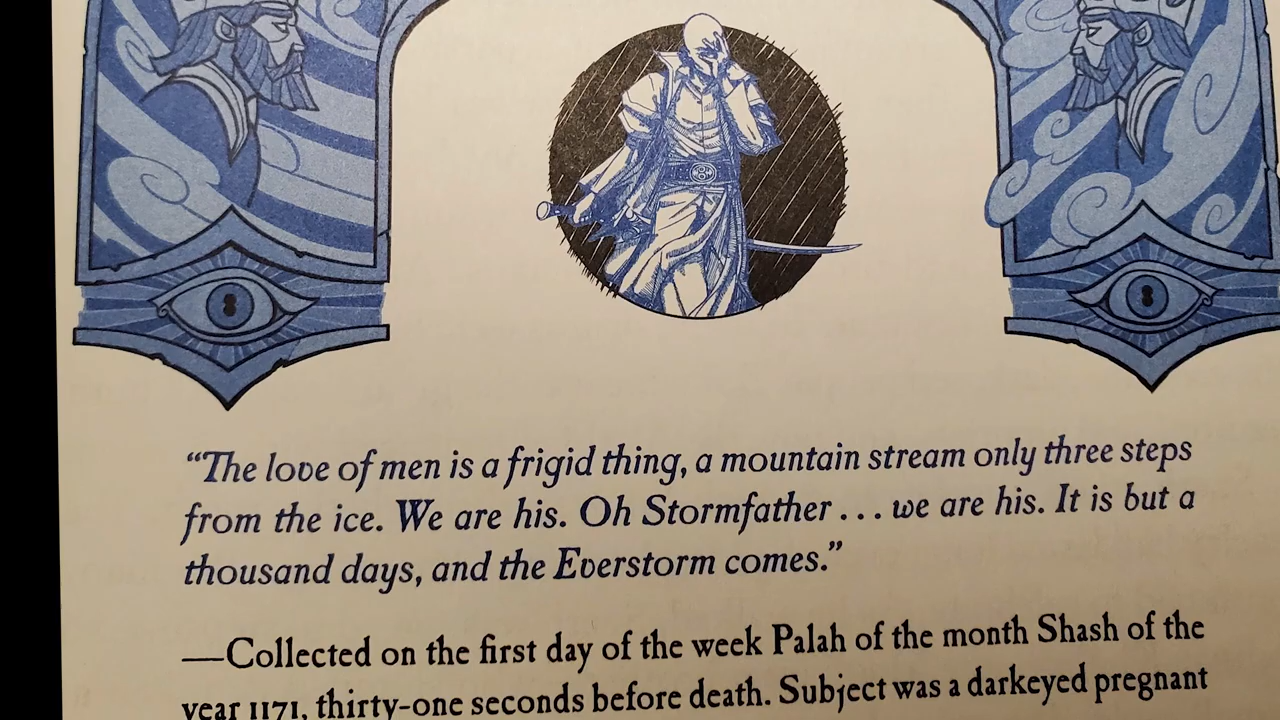 “The love of men is a frigid thing, a mountain stream only three steps
from the ice. We are his. Oh Stormfather . . . we are his. It is but a
thousand days, and the Everstorm comes.”
—Collected on the first day of the week Palah of the month Shash of the
year 1171, thirty-one seconds before death. Subject was a darkeyed pregnant